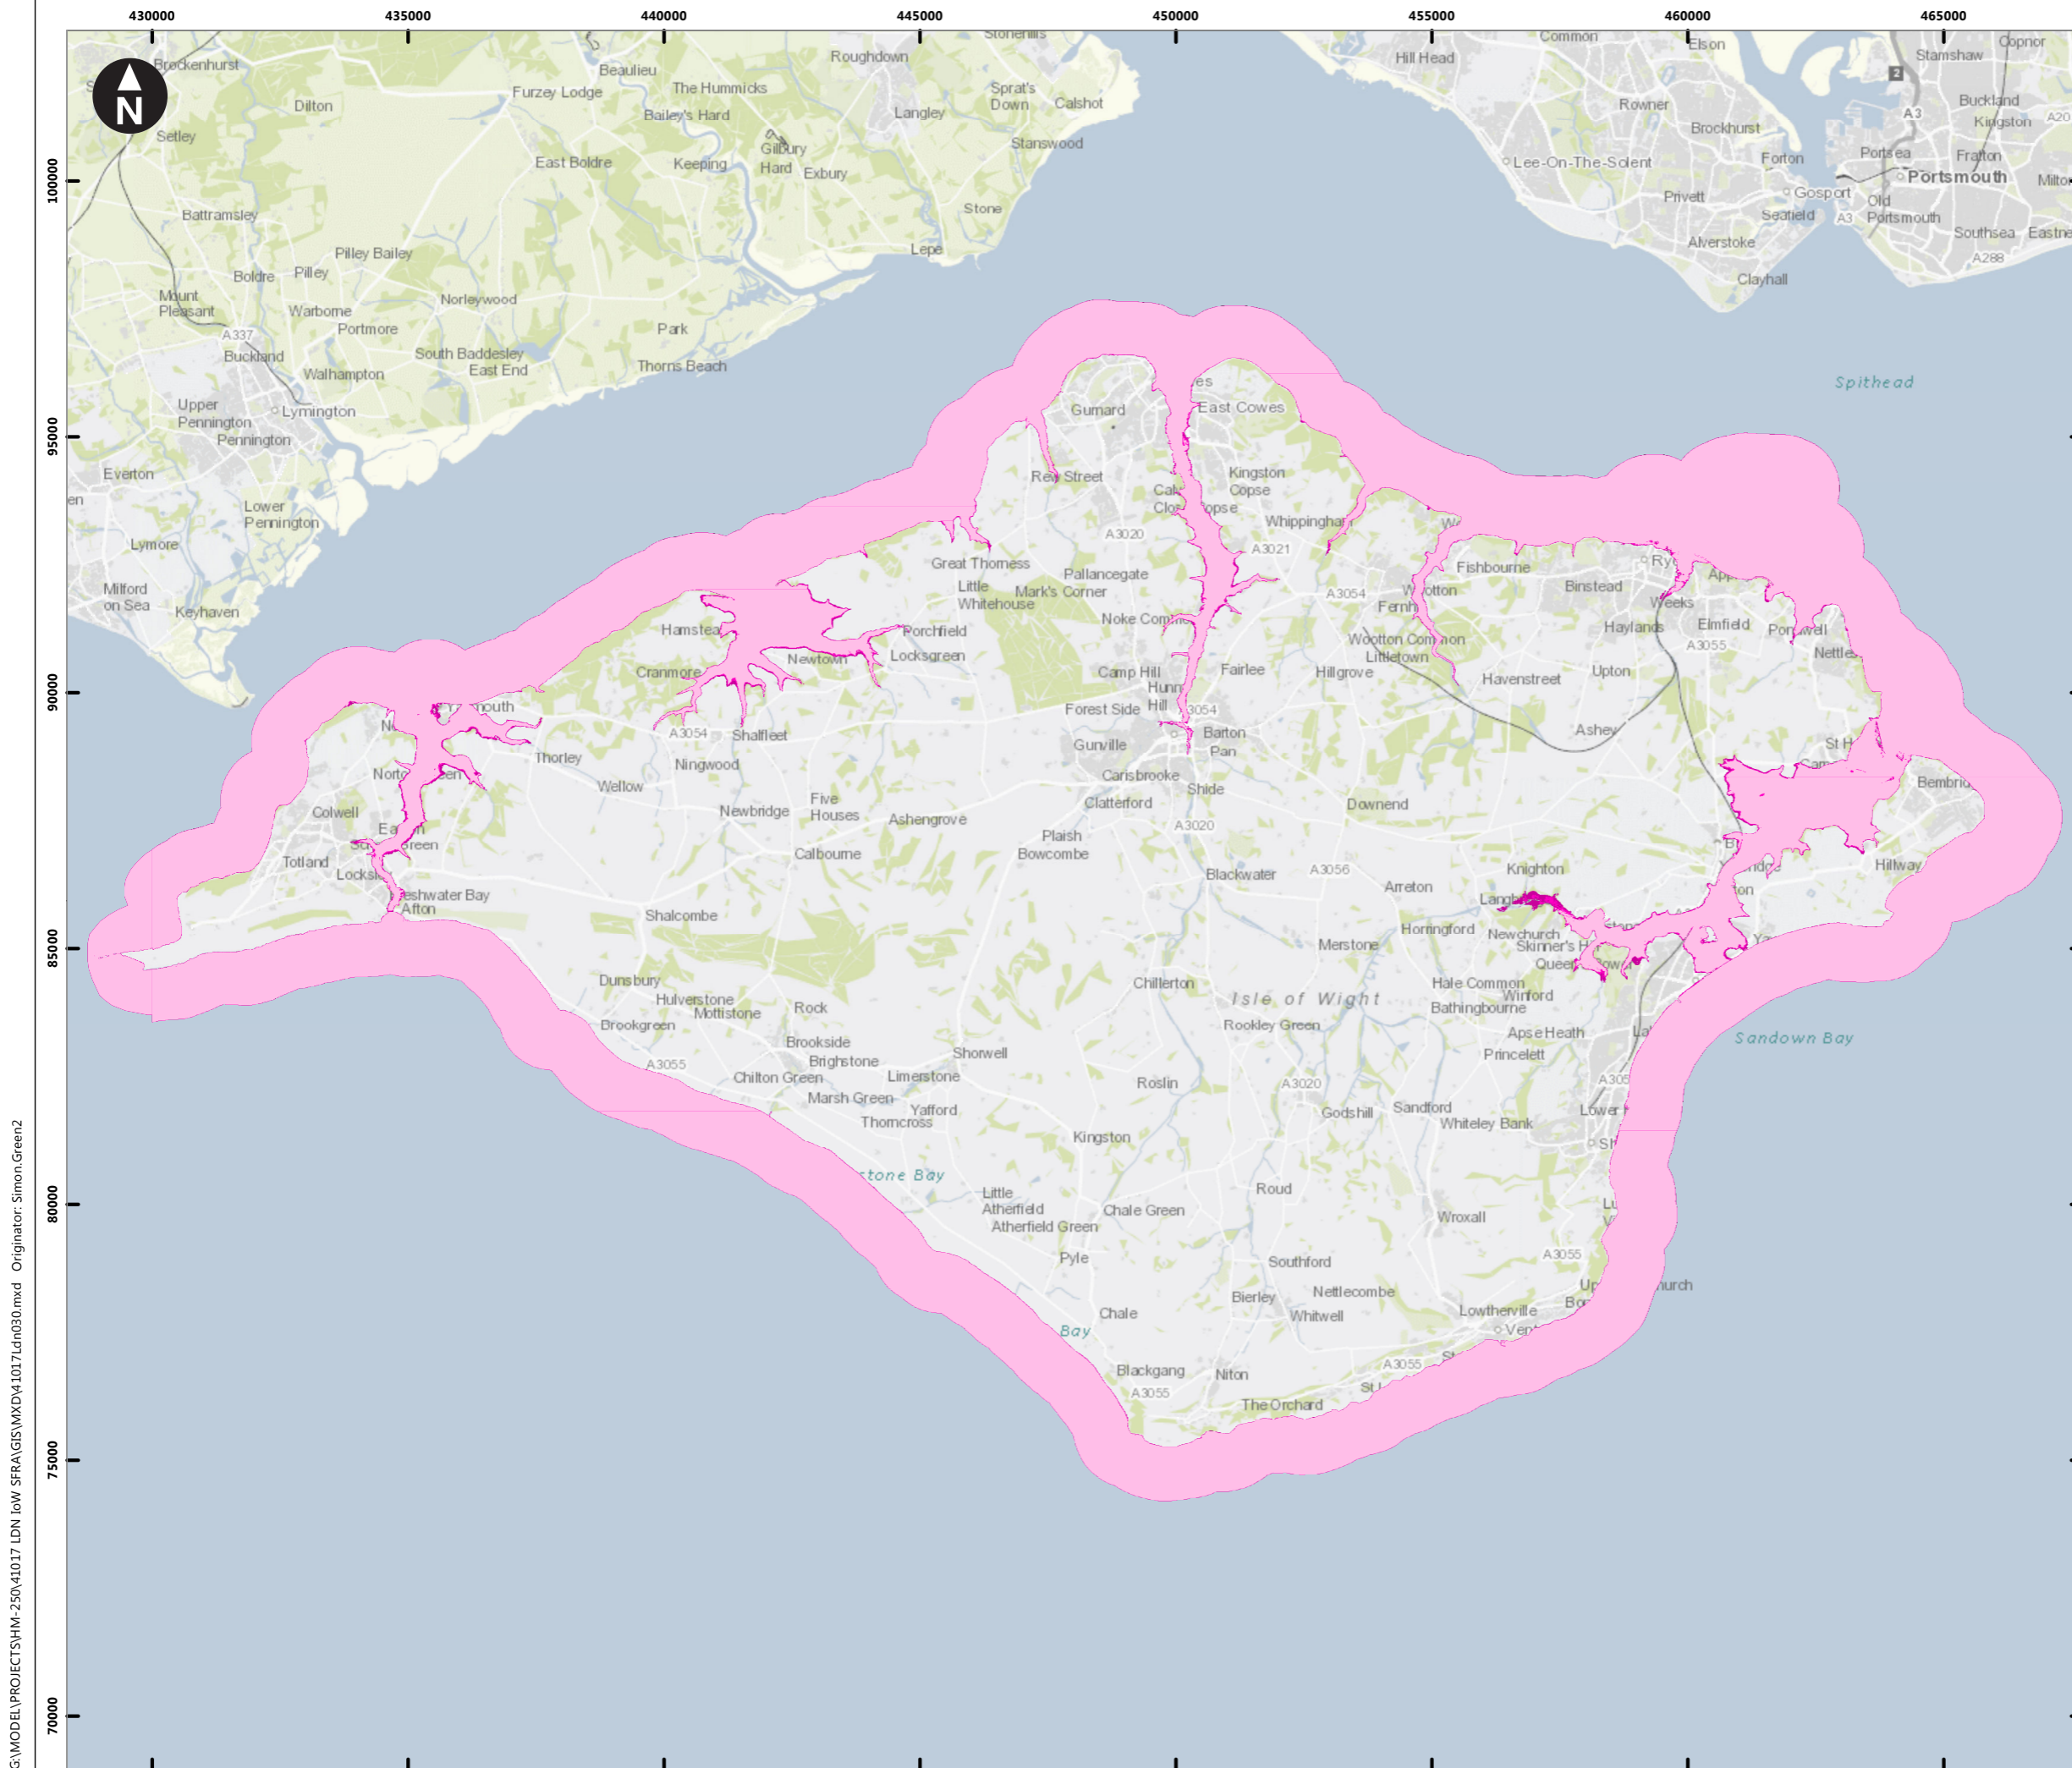 430000 435000 440000 445000 450000 455000 460000 465000
Stonehills
Common
Elson
Copnor
Brockenhurst
Roughdown
Hill Head
2
Stamshaw
N
Beaulieu
Furzey Lodge
The Hummicks
Sprat's
Down
Calshot
Rowner
Buckland
Dilton
Bailey's Hard
Langley
A3
Kingston
A20
Setley
Stanswood
Brockhurst
Gilbury
Hard
East Boldre
Keeping
Exbury
Lee-On-The-Solent
Forton
Portsea
Fratton
100000
Portsmouth
Privett
Gosport
Old
Portsmouth
A3
Battramsley
Stone
Seafield
Southsea
Pilley Bailey
Lepe
Alverstoke
A288
Boldre
Pilley
Clayhall
Mount
Pleasant
Norleywood
Warborne
Portmore
Park
A337
Buckland
South Baddesley
East End
Thorns Beach
Walhampton
Spithead
Upper
Pennington
Lymington
Gurnard
East Cowes
Pennington
95000
Everton
Rew Street
Kingston
Copse
Lower
Pennington
Whippingham
Lymore
A3020
A3021
Great Thorness
Fishbourne
Pallancegate
Binstead
Milford
on Sea
Little
Whitehouse
Mark's Corner
A3054
Keyhaven
Weeks
Haylands
Elmfield
Porchfield
A3055
Locksgreen
Newtown
Wootton Common
Littletown
Cranmore
Camp Hill
Fairlee
Hillgrove
Havenstreet
Upton
90000
Forest Side
Hill
A3054
Shalfleet
Barton
Ashey
Gunville
Pan
Thorley
Ningwood
Carisbrooke
Wellow
Shide
Colwell
Five
Houses
Clatterford
Downend
Newbridge
Ashengrove
A3020
Plaish
Calbourne
Bowcombe
Totland
Knighton
Hillway
Blackwater
A3056
Arreton
Afton
Shalcombe
Horringford
Newchurch
85000
Merstone
Dunsbury
Chillerton
Hale Common
Winford
Hulverstone
Mottistone
Rock
Isle of Wight
Bathingbourne
Brookgreen
Rookley Green
Apse Heath
Sandown Bay
Brookside
Brighstone
Shorwell
Princelett
A3055
Chilton Green
Limerstone
Roslin
A3020
Marsh Green
Yafford
Godshill
Sandford
Thorncross
Whiteley Bank
Kingston
80000
Little
Atherfield
Roud
Chale Green
Wroxall
Atherfield Green
Pyle
Southford
A3055
Bierley
Nettlecombe
Chale
Whitwell
Lowtherville
Bay
Blackgang
Niton
A3055
A3055
The Orchard
75000
70000
G:\MODEL\PROJECTS\HM-250\41017 LDN IoW SFRA\GIS\MXD\41017Ldn030.mxd Originator: Simon.Green2